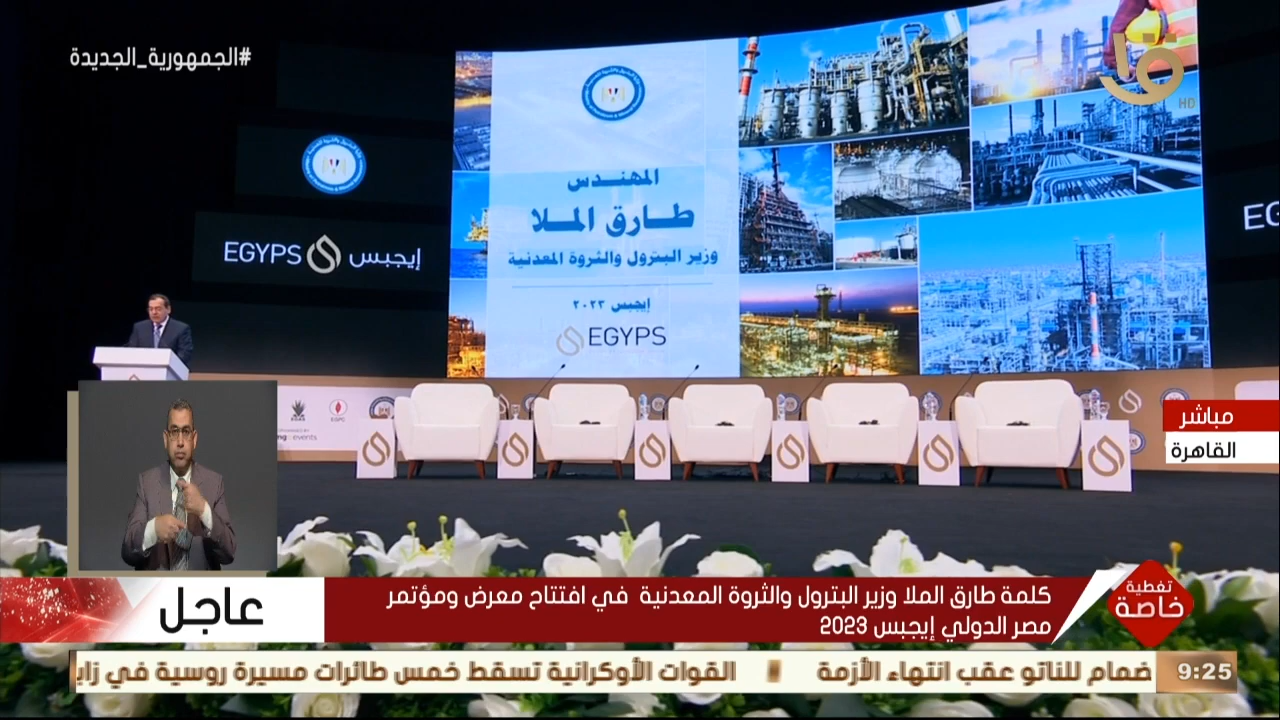 #الجمهورية_الجديدة
HD
المهندس
طارق الملا
وزير البترول والثروة المعدنية
إيجبس ٢٠٢٣
EGYPS
EGYPS إيجبس
مباشر
القاهرة
تغطية
خاصة
عاجل
كلمة طارق الملا وزير البترول والثروة المعدنية في افتتاح معرض ومؤتمر
مصر الدولي إيجبس 2023
9:25
ضمام للناتو عقب انتهاء الأزمة
القوات الأوكرانية تسقط خمس طائرات مسيرة روسية في